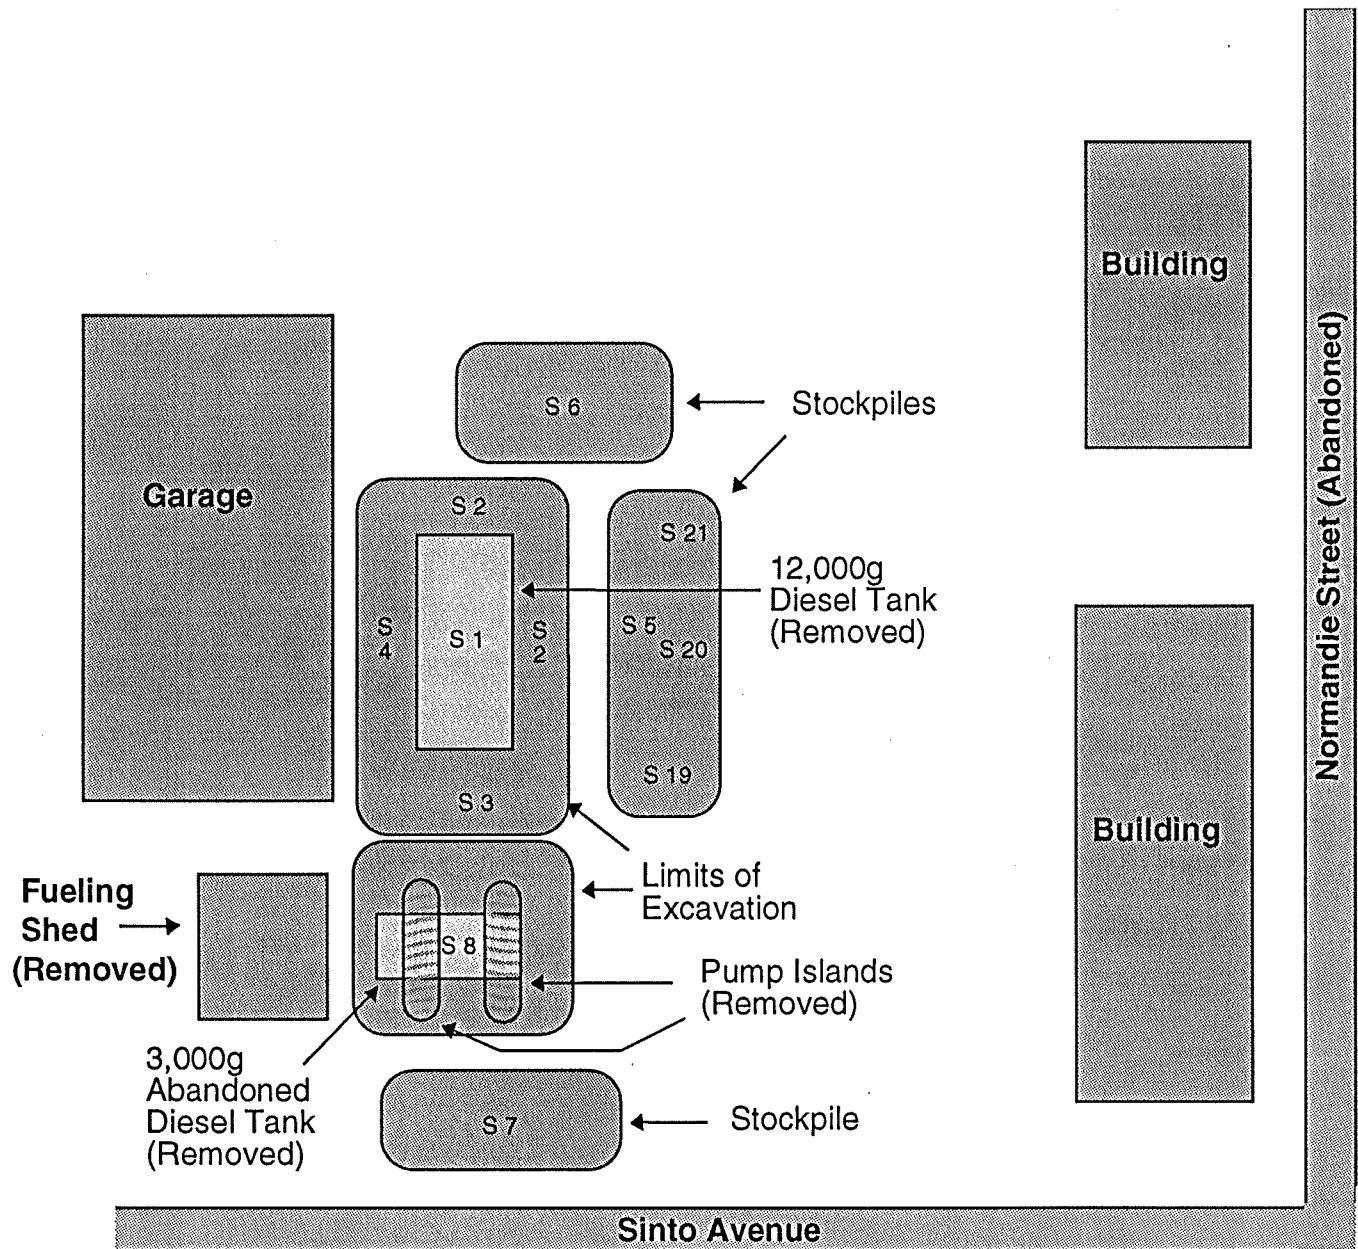 Building
Normandie Street (Abandoned)
S 6
Stockpiles
Garage
S 2
S 21
12,000g
Diesel Tank
(Removed)
S
4
S 1
S
2
S 5
S 20
S 19
S 3
Building
Limits of
Excavation
Fueling
Shed
(Removed)
S 8
Pump Islands
(Removed)
3,000g
Abandoned
Diesel Tank
(Removed)
S 7
Stockpile
Sinto Avenue